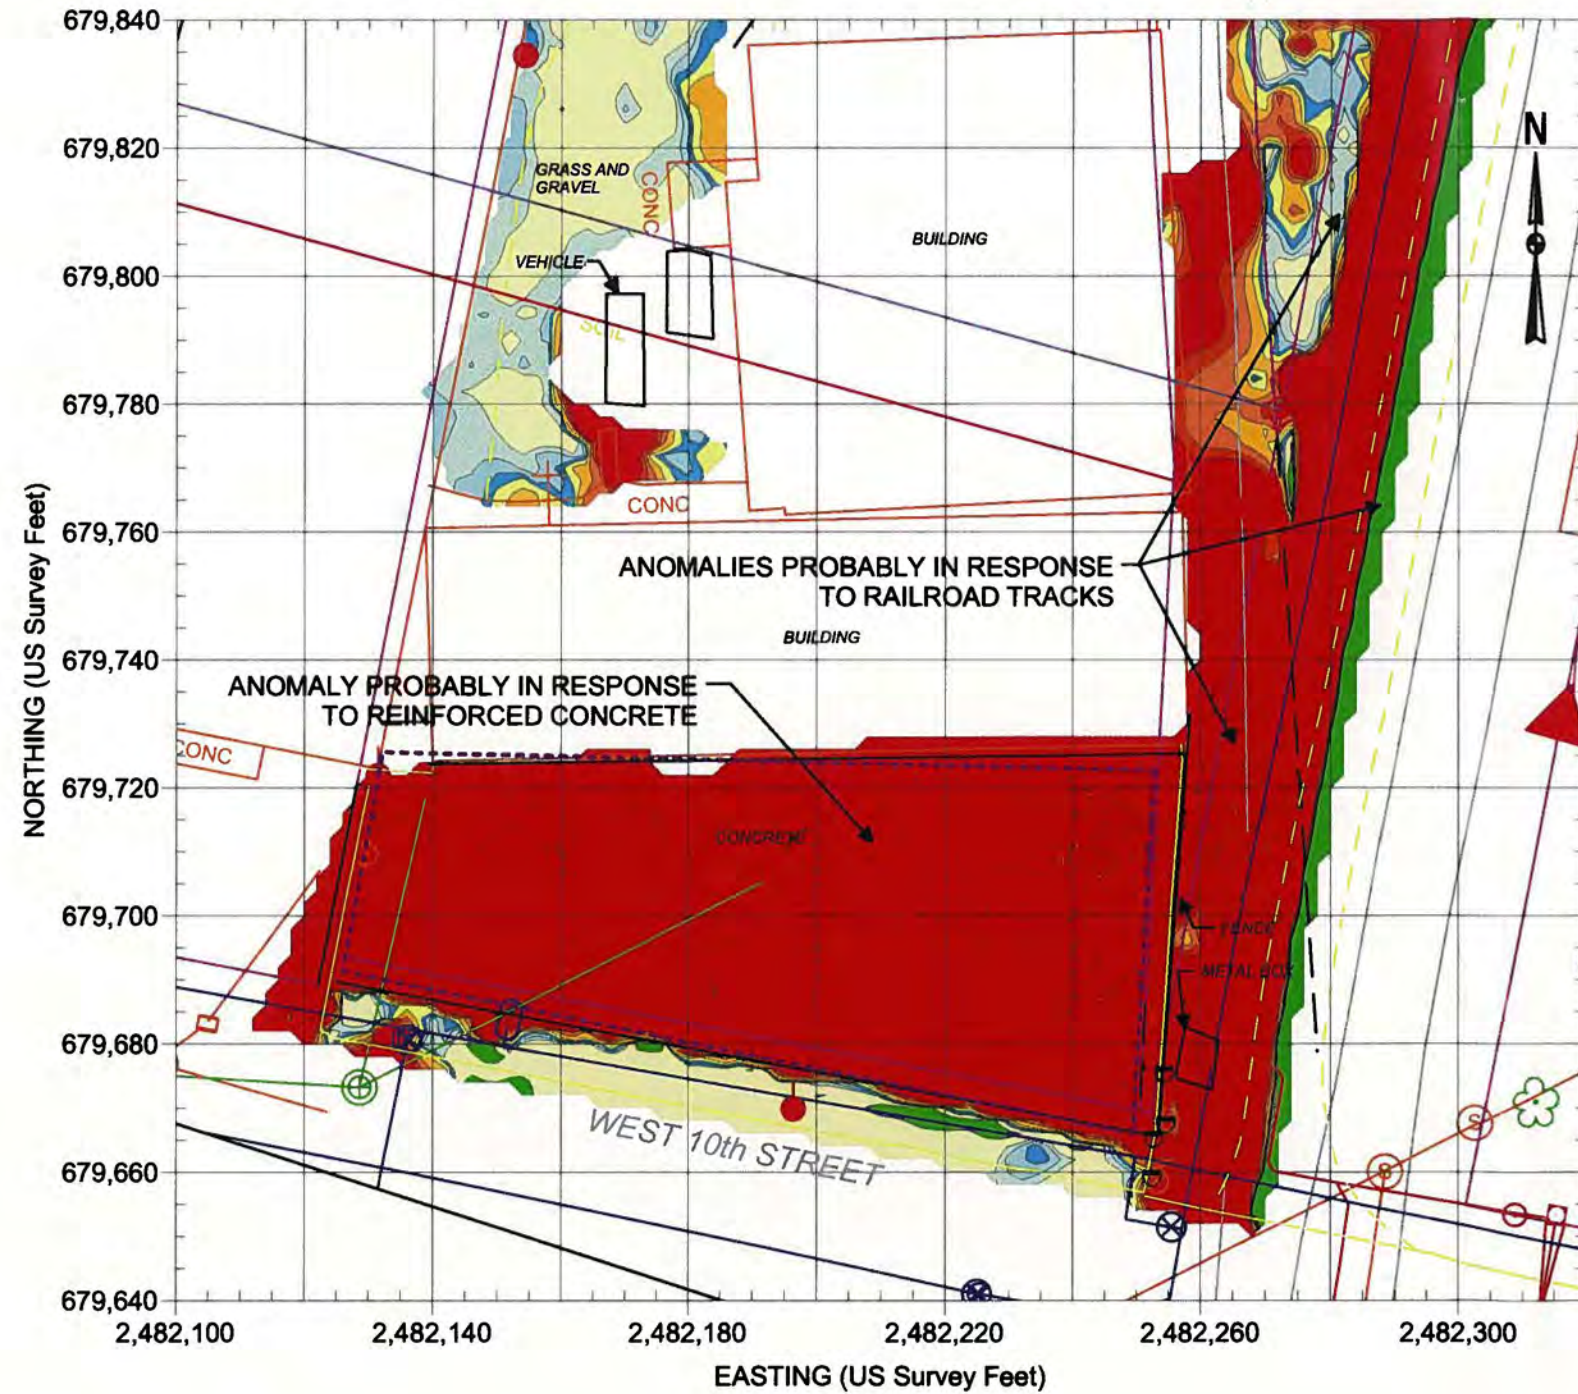 679,840
679,820
679,800
679,780
679,760
679,740
679,720
679,700
679,680
679,660
679,640
NORTHING (US Survey Feet)
2,482,100
2,482,140
2,482,180
2,482,220
2,482,260
2,482,300
EASTING (US Survey Feet)
N
GRASS AND
GRAVEL
CONC
BUILDING
VEHICLE
SOIL
CONC
ANOMALIES PROBABLY IN RESPONSE
TO RAILROAD TRACKS
BUILDING
ANOMALY PROBABLY IN RESPONSE
TO REINFORCED CONCRETE
CONC
CONCRETE
FENCE
METAL BOX
WEST 10th STREET
S